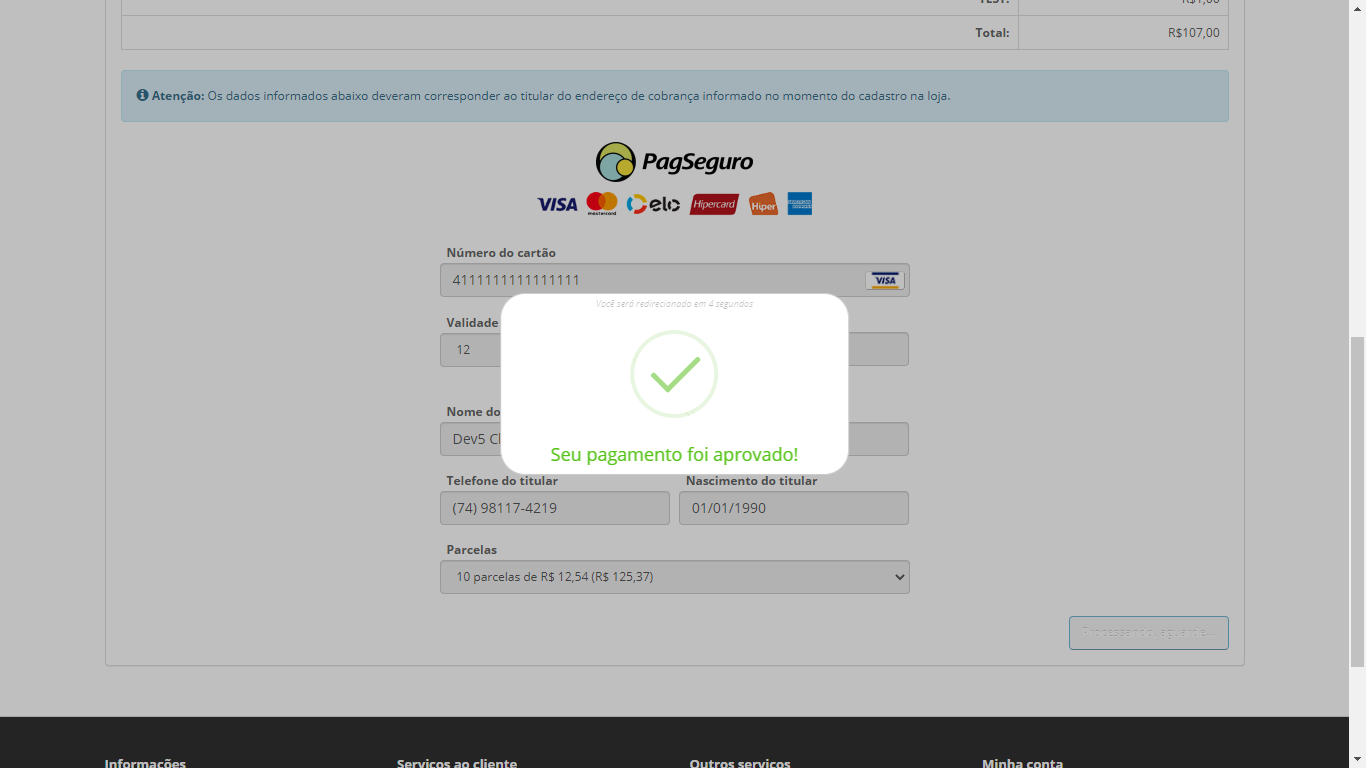 TEST: R$1,00
Total: R$107,00
Atenção: Os dados informados abaixo deveram corresponder ao titular do endereço de cobrança informado no momento do cadastro na loja.
PagSeguro
VISA mastercard elo Hipercard Hiper AMERICAN EXPRESS
Número do cartão
4111111111111111 VISA
Você será redirecionado em 4 segundos
Validade
12
Nome do
Dev5
Seu pagamento foi aprovado!
Telefone do titular Nascimento do titular
(74) 98117-4219 01/01/1990
Parcelas
10 parcelas de R$ 12,54 (R$ 125,37)
Informações Serviços ao cliente Outros serviços Minha conta